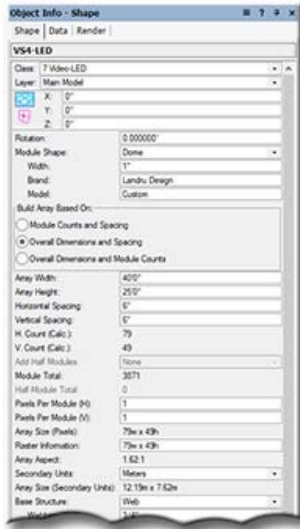 Object Info - Shape
Shape Data Render
VS4-LED
Class: 7 Video-LED
Layer: Main Model
X: 0"
Y: 0"
Z: 0"
Rotation: 0.000000°
Module Shape: Dome
Width: 1"
Brand: Landru Design
Model: Custom
Build Array Based On:
Module Counts and Spacing
Overall Dimensions and Spacing
Overall Dimensions and Module Counts
Array Width: 40'0"
Array Height: 25'0"
Horizontal Spacing: 6"
Vertical Spacing: 6"
H. Count (Calc.): 79
V. Count (Calc.): 49
Add Half Modules: None
Module Total: 3871
Half Module Total: 0
Pixels Per Module (H): 1
Pixels Per Module (V): 1
Array Size (Pixels): 79w x 49h
Raster Information: 79w x 49h
Array Aspect: 1.62:1
Secondary Units: Meters
Array Size (Secondary Units): 12.19m x 7.62m
Base Structure: Web